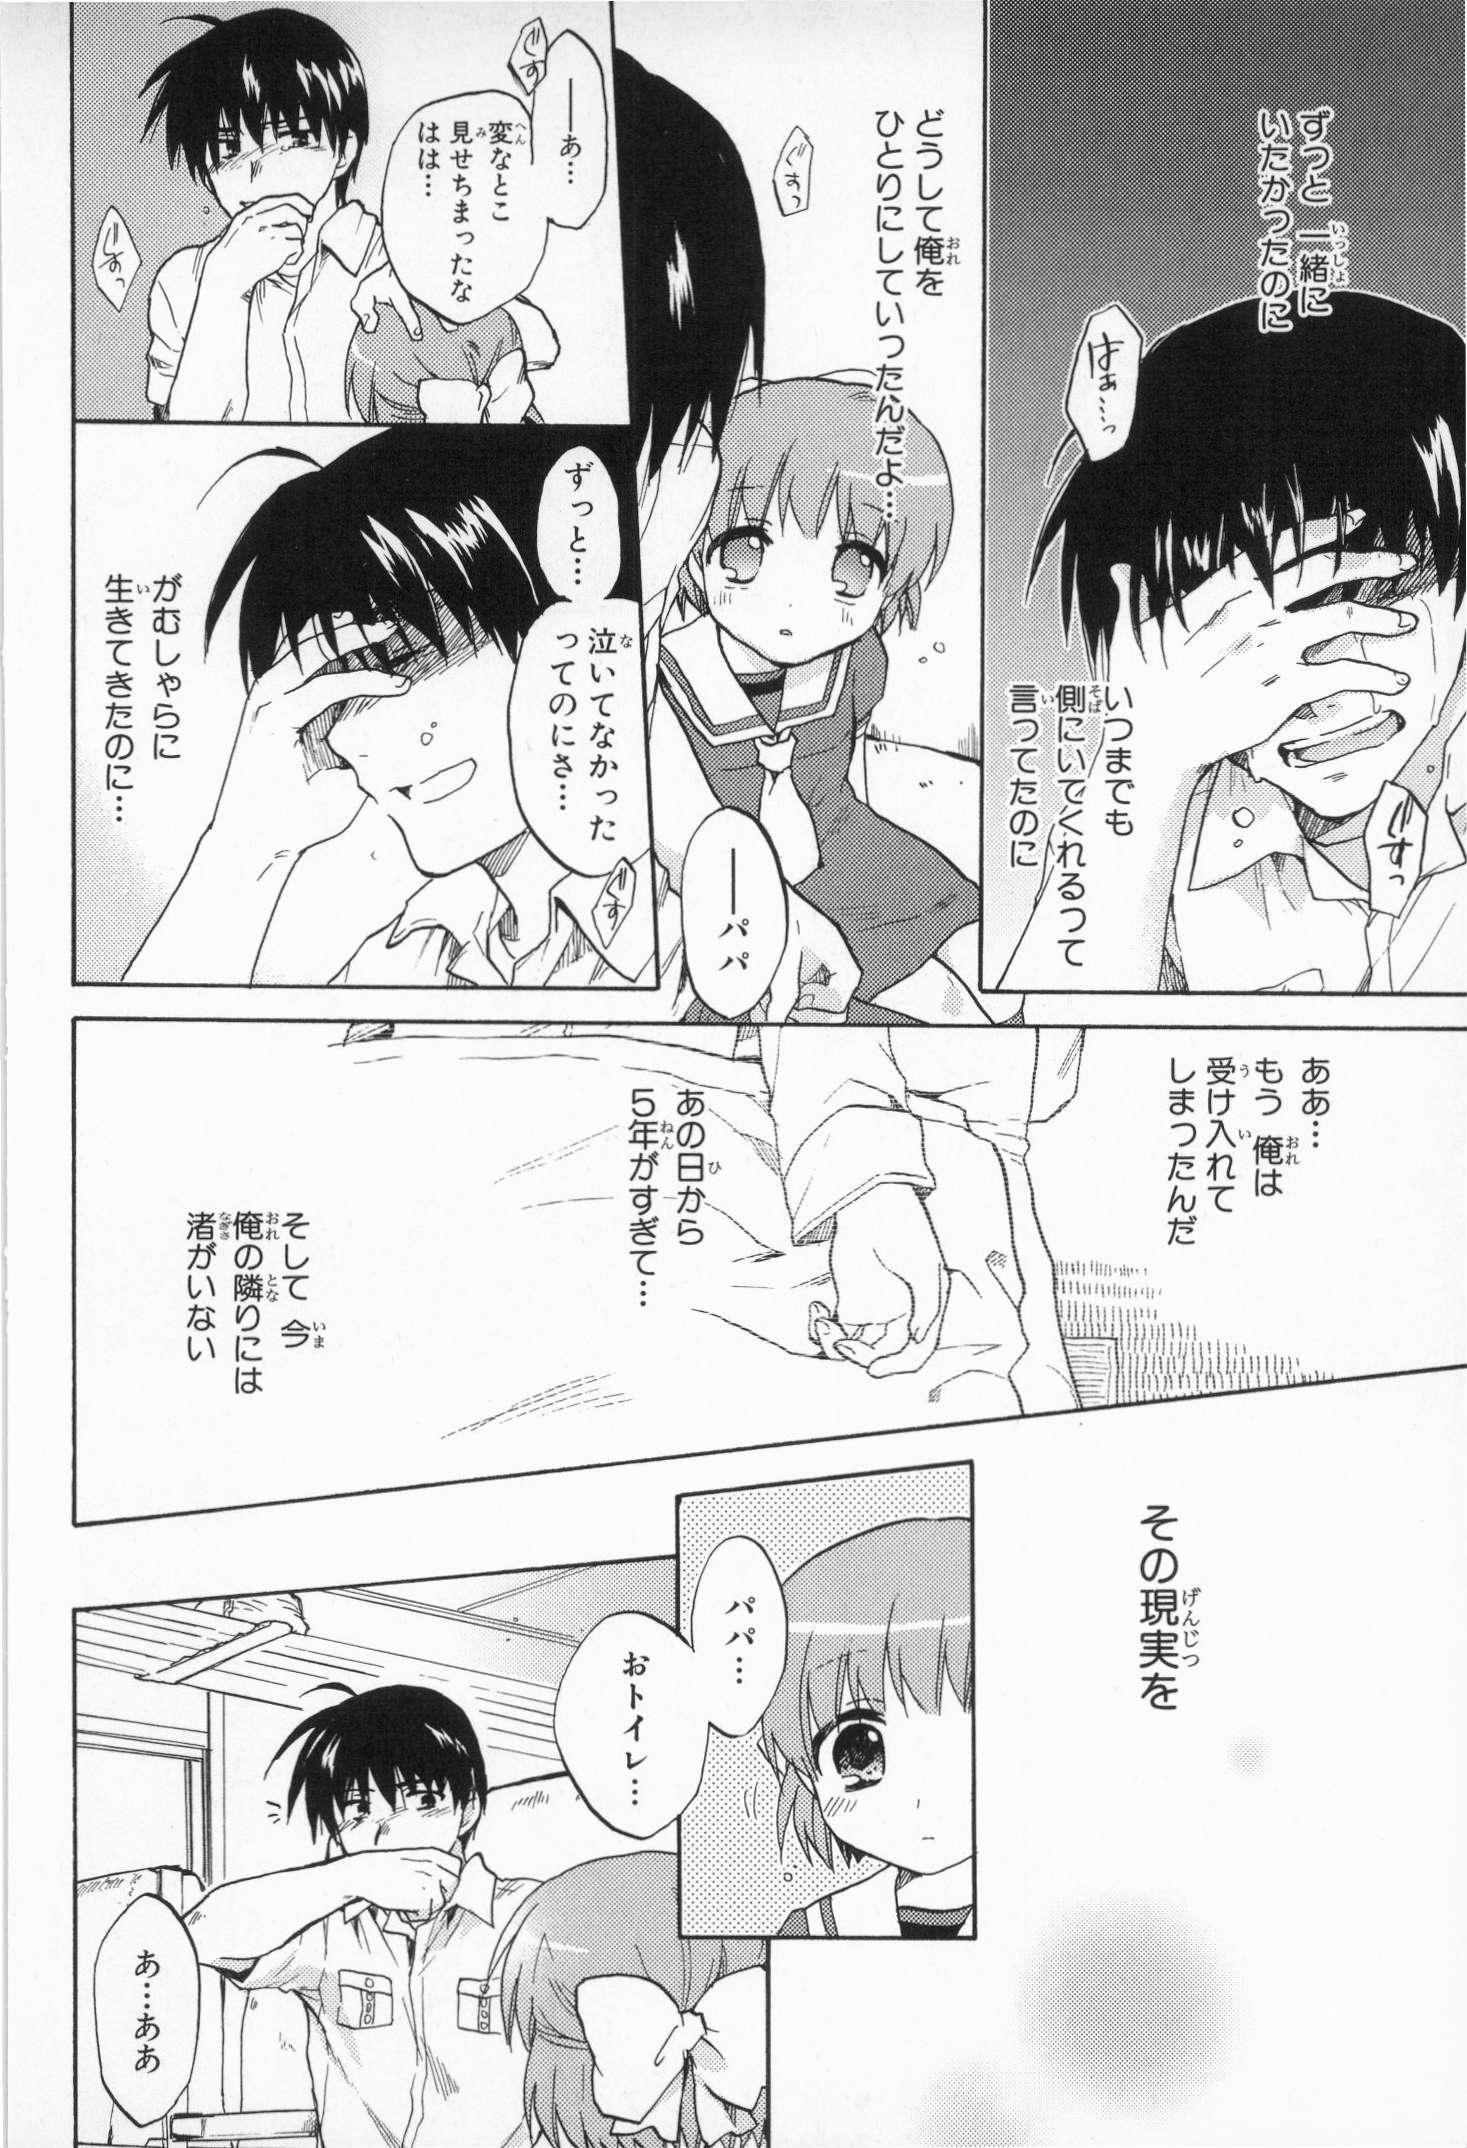 ずっと 一緒に
いたかったのに
はぁ…っ
いつまでも
側にいてくれるって
言ってたのに
ぐすっ
どうして俺を
ひとりにしていったんだよ…
ぐすっ
――パパ
――あ…
ぐす
変なとこ
見せちまったな
はは…
ぐすっ
ずっと…
泣いてなかった
ってのにさ…
ぐす
がむしゃらに
生きてきたのに…
ああ…
もう 俺は
受け入れて
しまったんだ
あの日から
5年がすぎて…
そして 今
俺の隣りには
渚がいない
その現実を
パパ…
おトイレ…
あ…ああ